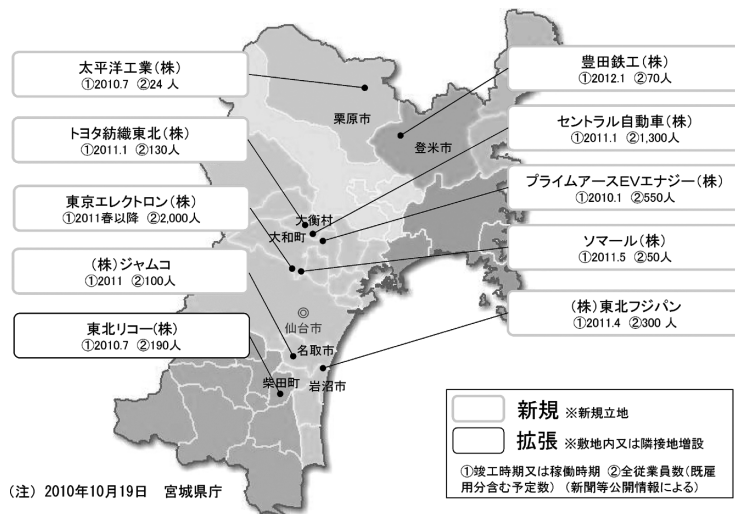 太平洋工業(株)
①2010.7 ②24 人
トヨタ紡織東北(株)
①2011.1 ②130人
東京エレクトロン(株)
①2011春以降 ②2,000人
(株)ジャムコ
①2011 ②100人
東北リコー(株)
①2010.7 ②190人
豊田鉄工(株)
①2012.1 ②70人
セントラル自動車(株)
①2011.1 ②1,300人
プライムアースEVエナジー(株)
①2010.1 ②550人
ソマール(株)
①2011.5 ②50人
(株)東北フジパン
①2011.4 ②300 人
栗原市
登米市
大衡村
大和町
仙台市
名取市
柴田町
岩沼市
新規 ※新規立地
拡張 ※敷地内又は隣接地増設
①竣工時期又は稼働時期 ②全従業員数(既雇
用分含む予定数) (新聞等公開情報による)
(注) 2010年10月19日 宮城県庁